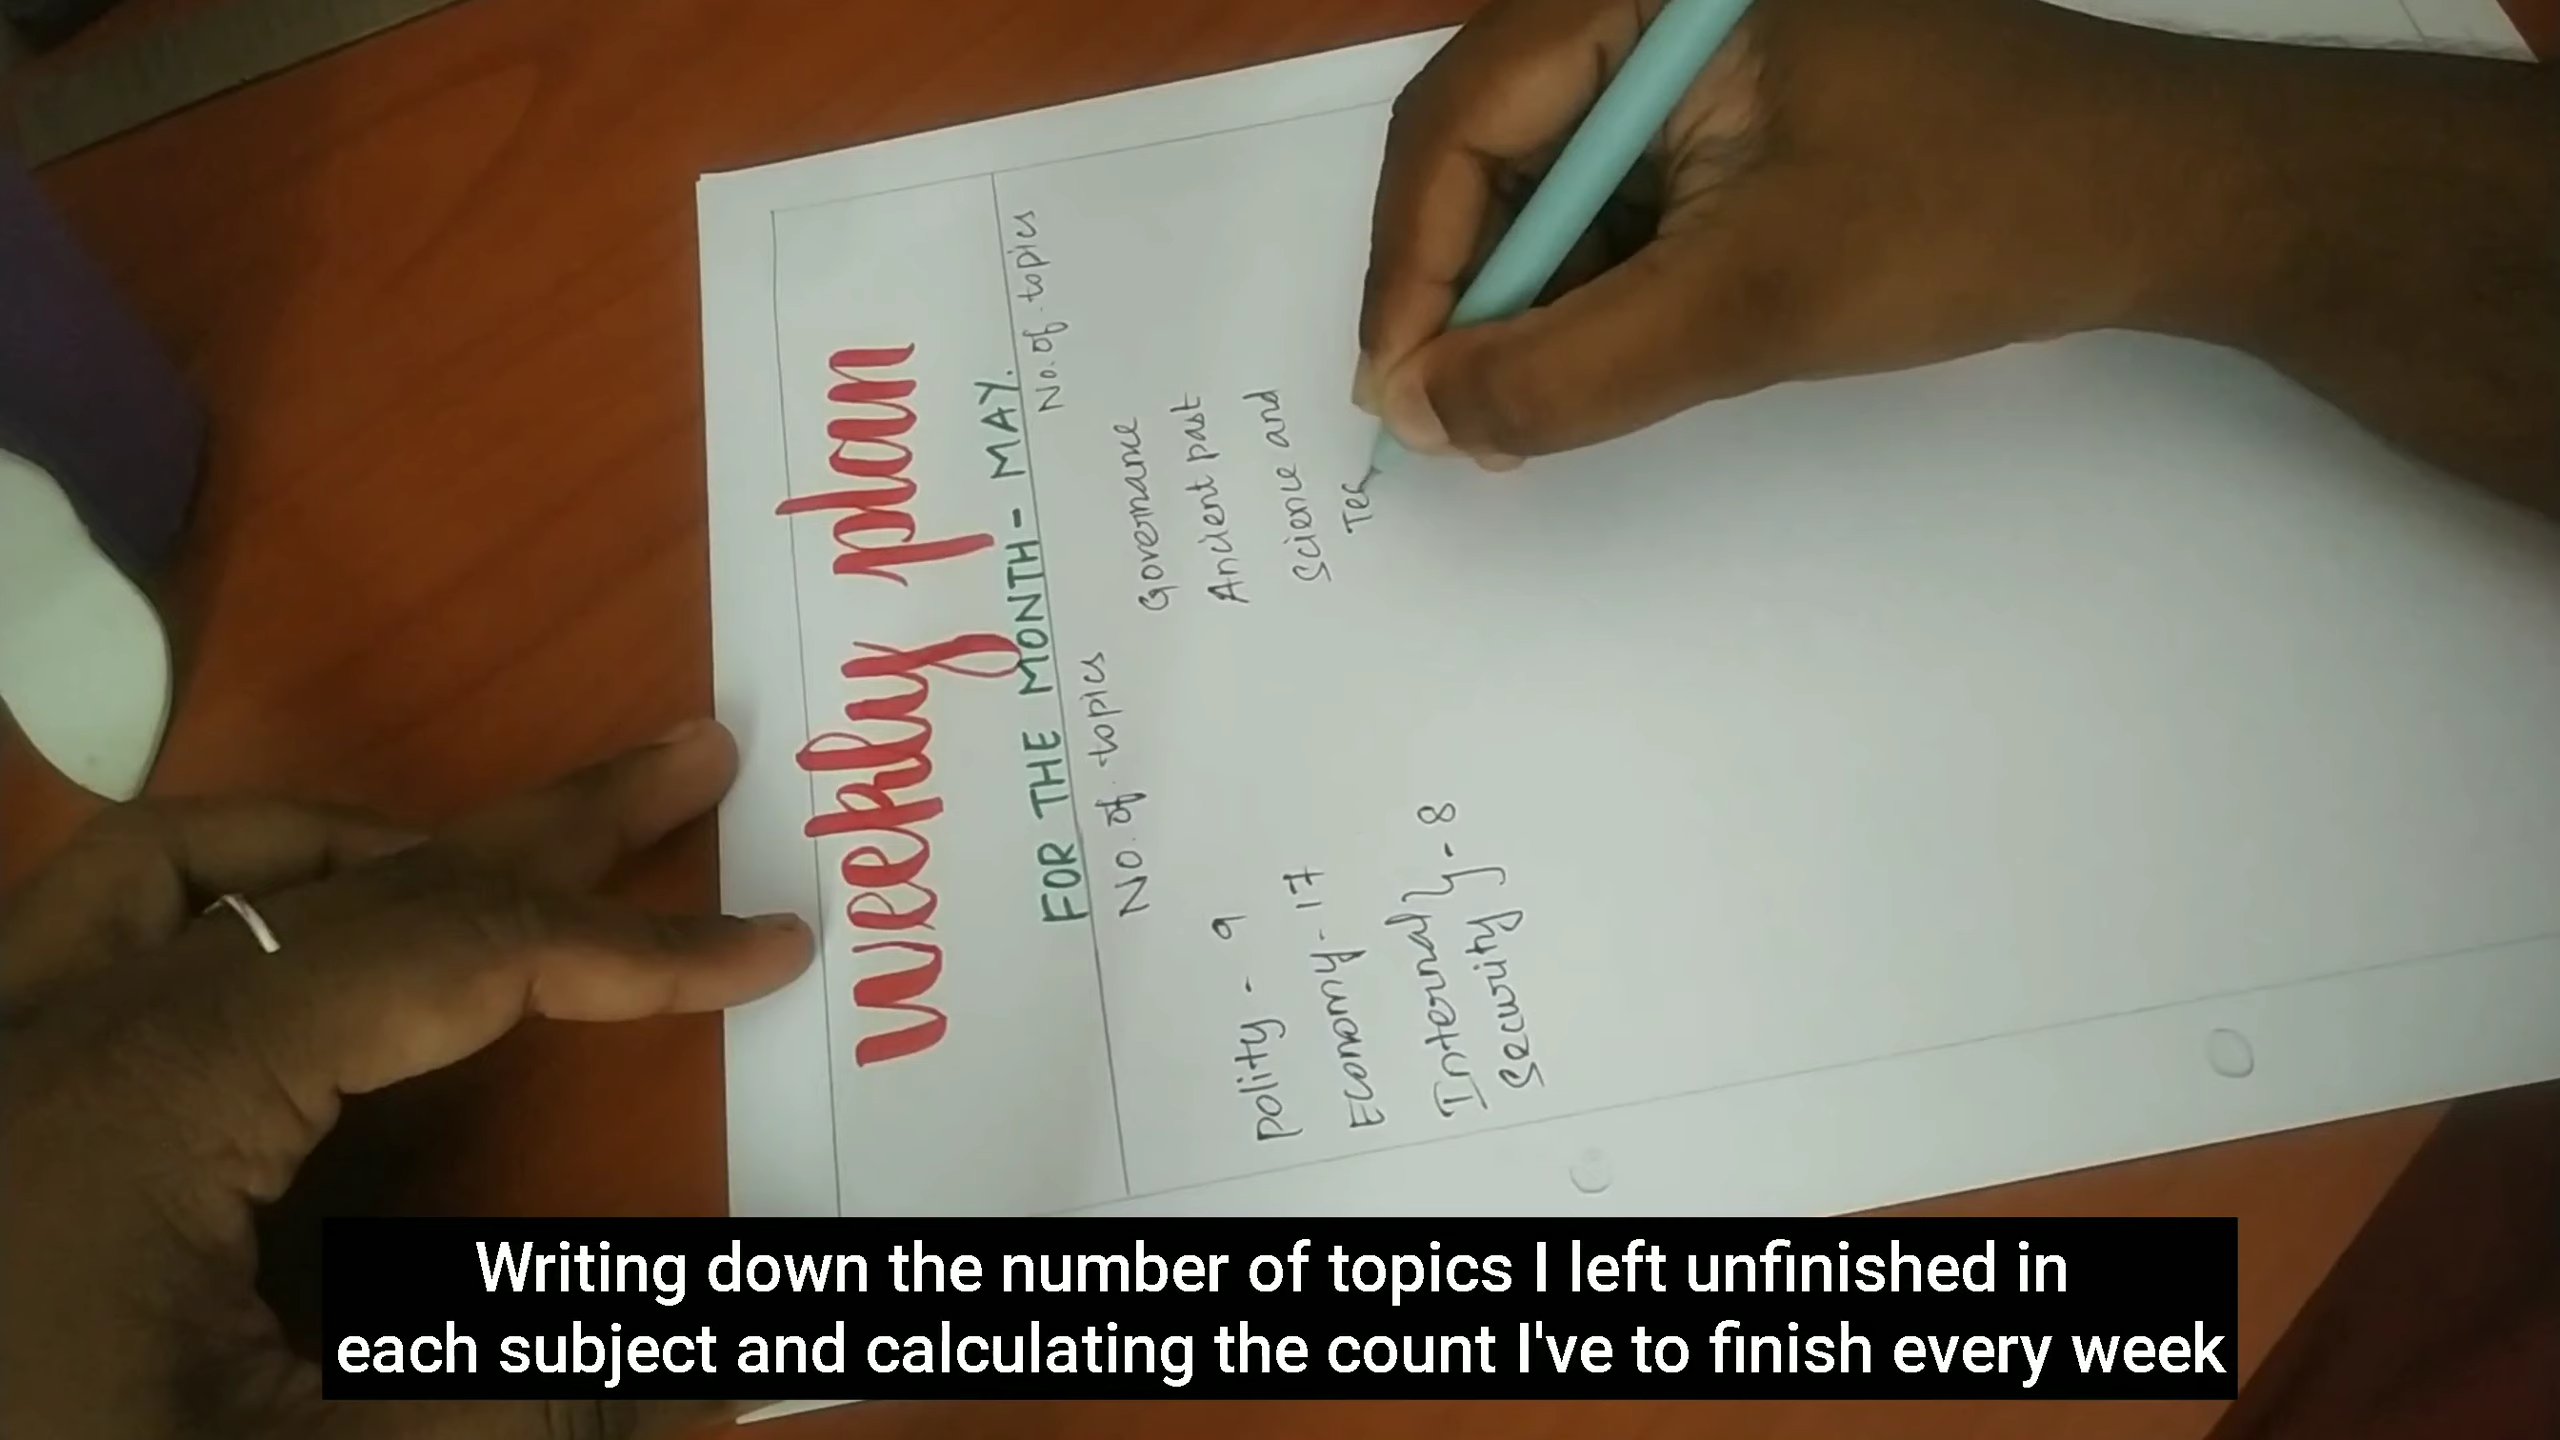 weekly plan
FOR THE MONTH - MAY.
No. of topics
Polity - 9
Economy - 17
Internal } - 8
Security
No. of topics
Governance
Ancient past
Science and
Tec
Writing down the number of topics I left unfinished in
each subject and calculating the count I've to finish every week